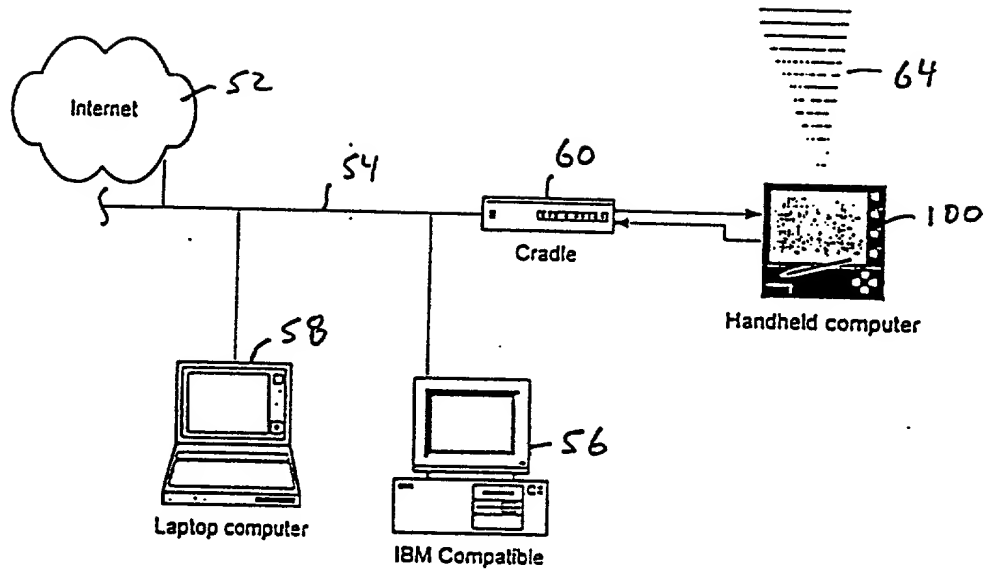 Internet
52
54
60
64
Cradle
100
Handheld computer
58
Laptop computer
56
IBM Compatible